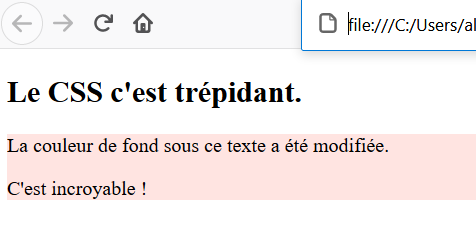 file:///C:/Users/al
Le CSS c'est trépidant.
La couleur de fond sous ce texte a été modifiée.
C'est incroyable !